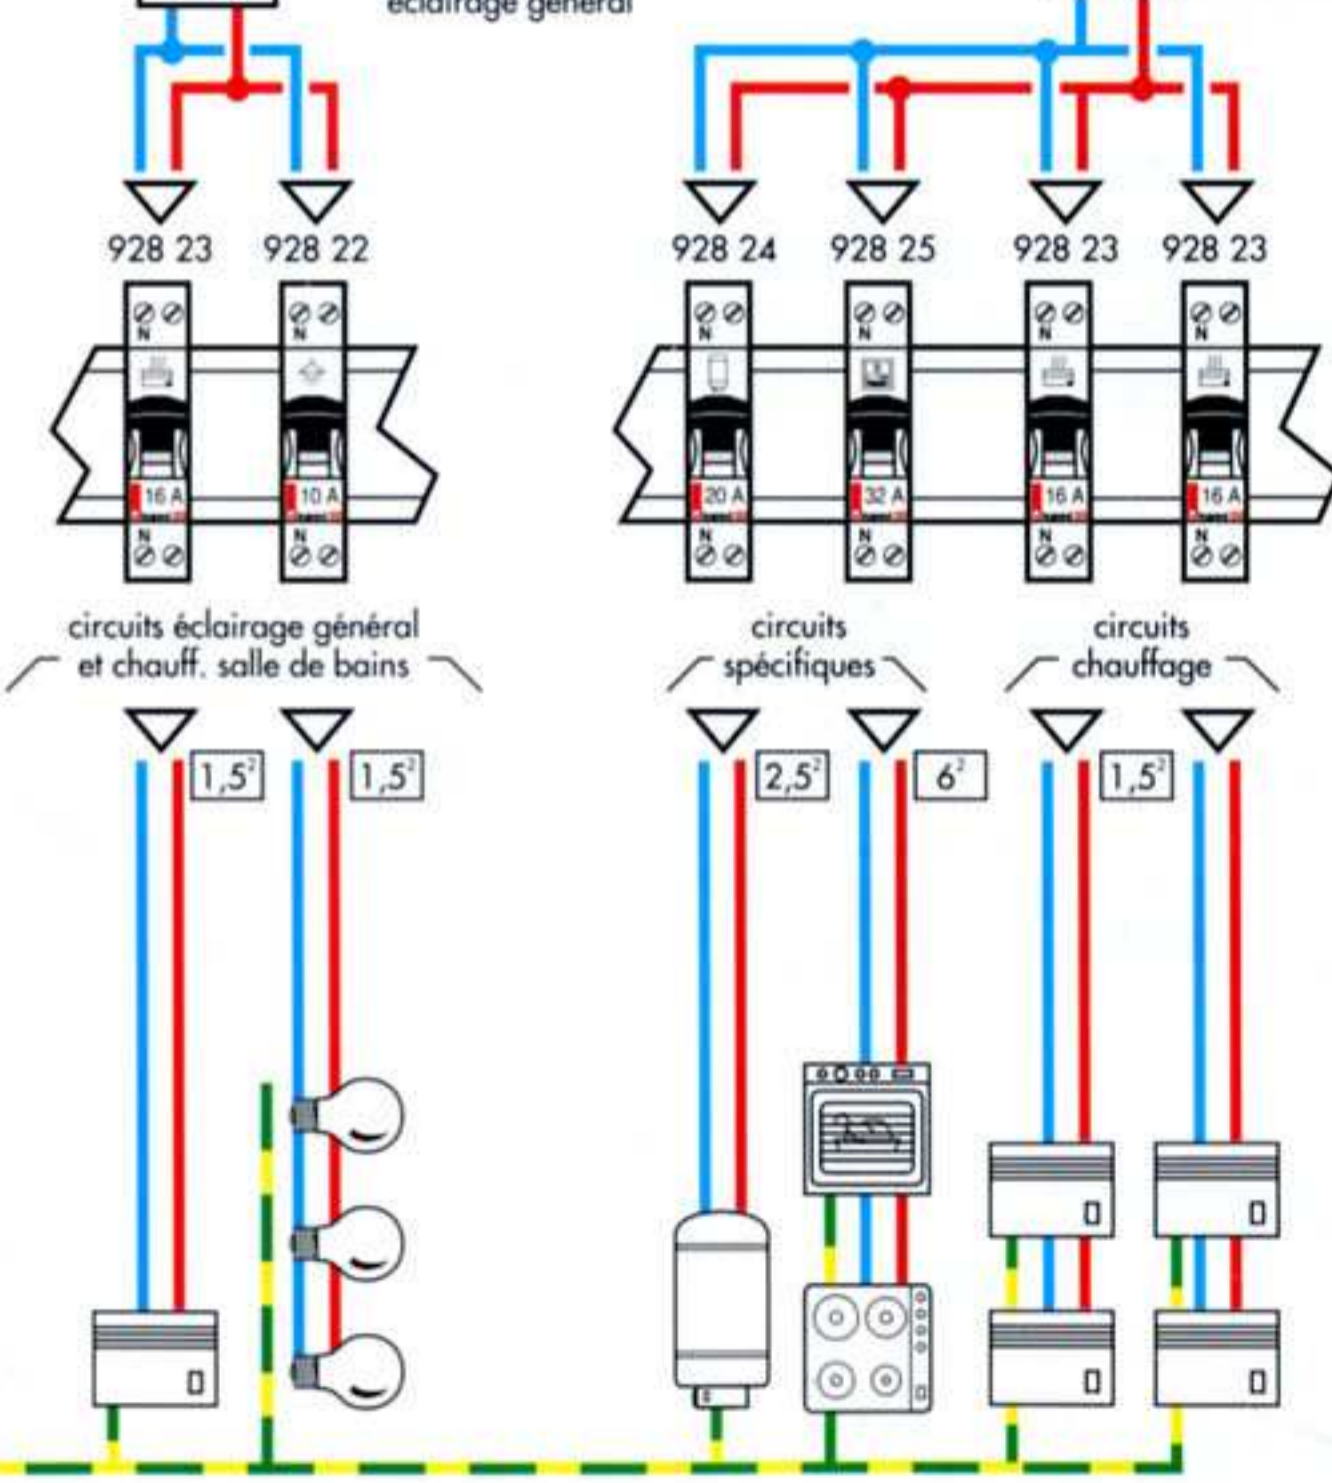 éclairage général
928 23 928 22 928 24 928 25 928 23 928 23
N N N N N N
16 A 10 A 20 A 32 A 16 A 16 A
N N N N N N
circuits éclairage général
et chauff. salle de bains
circuits
spécifiques
circuits
chauffage
1,5² 1,5² 2,5² 6² 1,5²